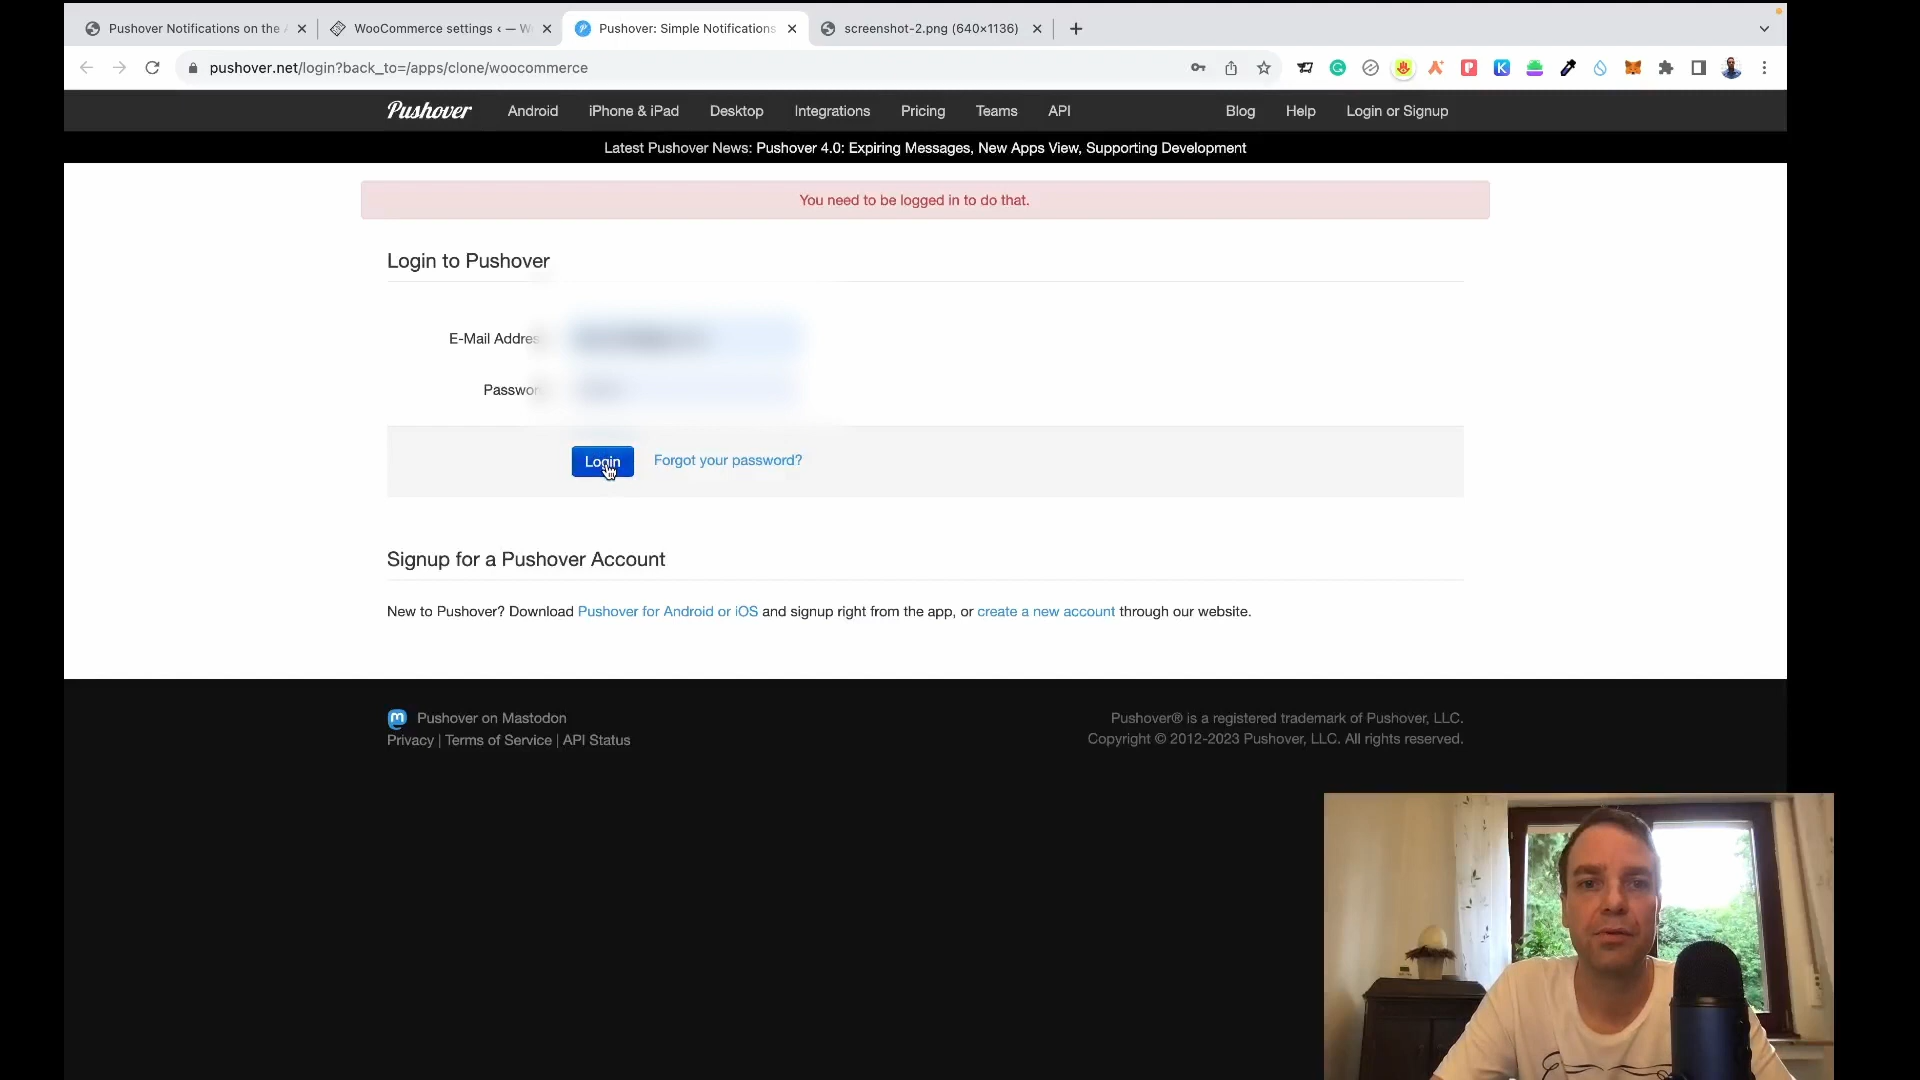 Pushover Notifications on the A
WooCommerce settings ‹ — W
Pushover: Simple Notifications
screenshot-2.png (640×1136)
pushover.net/login?back_to=/apps/clone/woocommerce
Pushover Android iPhone & iPad Desktop Integrations Pricing Teams API Blog Help Login or Signup
Latest Pushover News: Pushover 4.0: Expiring Messages, New Apps View, Supporting Development
You need to be logged in to do that.
Login to Pushover
E-Mail Addres
Passwor
Login Forgot your password?
Signup for a Pushover Account
New to Pushover? Download Pushover for Android or iOS and signup right from the app, or create a new account through our website.
Pushover on Mastodon
Privacy | Terms of Service | API Status
Pushover® is a registered trademark of Pushover, LLC.
Copyright © 2012-2023 Pushover, LLC. All rights reserved.